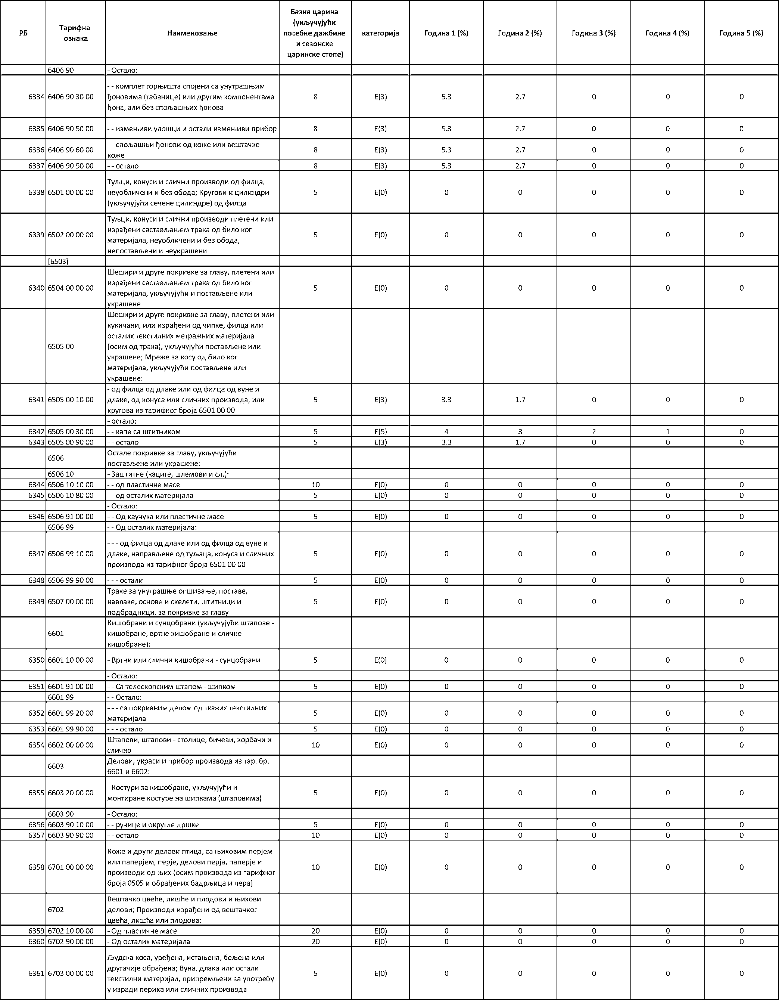 РБ | Тарифна ознака | Наименовање | Базна царина (укључујући посебне дажбине и сезонске царинске стопе) | категорија | Година 1 (%) | Година 2 (%) | Година 3 (%) | Година 4 (%) | Година 5 (%)
6406 90 | - Остало:
6334 | 6406 90 30 00 | - - комплет горњишта спојени са унутрашњим ђоновима (табанице) или другим компонентама ђона, али без спољашњих ђонова | 8 | Е(3) | 5.3 | 2.7 | 0 | 0 | 0
6335 | 6406 90 50 00 | - - измењиви улошци и остали измењиви прибор | 8 | Е(3) | 5.3 | 2.7 | 0 | 0 | 0
6336 | 6406 90 60 00 | - - спољашњи ђонови од коже или вештачке коже | 8 | Е(3) | 5.3 | 2.7 | 0 | 0 | 0
6337 | 6406 90 90 00 | - - остало | 8 | Е(3) | 5.3 | 2.7 | 0 | 0 | 0
6338 | 6501 00 00 00 | Туљци, конуси и слични производи од филца, неуобличени и без обода; Кругови и цилиндри (укључујући сечене цилиндре) од филца | 5 | Е(0) | 0 | 0 | 0 | 0 | 0
6339 | 6502 00 00 00 | Туљци, конуси и слични производи плетени или израђени састављањем трака од било ког материјала, неуобличени и без обода, непостављени и неукрашени | 5 | Е(0) | 0 | 0 | 0 | 0 | 0
[6503]
6340 | 6504 00 00 00 | Шешири и друге покривке за главу, плетени или израђени састављањем трака од било ког материјала, укључујући и постављене или украшене | 5 | Е(0) | 0 | 0 | 0 | 0 | 0
6505 00 | Шешири и друге покривке за главу, плетени или кукичани, или израђени од чипке, филца или осталих текстилних метражних материјала (осим од трака), укључујући постављене или украшене; Мреже за косу од било ког материјала, укључујући постављене или украшене:
6341 | 6505 00 10 00 | - од филца од длаке или од филца од вуне и длаке, од конуса или сличних производа, или кругова из тарифног броја 6501 00 00 | 5 | Е(3) | 3.3 | 1.7 | 0 | 0 | 0
- остало:
6342 | 6505 00 30 00 | - - капе са штитником | 5 | Е(5) | 4 | 3 | 2 | 1 | 0
6343 | 6505 00 90 00 | - - остало | 5 | Е(3) | 3.3 | 1.7 | 0 | 0 | 0
6506 | Остале покривке за главу, укључујући постављене или украшене:
6506 10 | - Заштитне (кациге, шлемови и сл.):
6344 | 6506 10 10 00 | - - од пластичне масе | 10 | Е(0) | 0 | 0 | 0 | 0 | 0
6345 | 6506 10 80 00 | - - од осталих материјала | 5 | Е(0) | 0 | 0 | 0 | 0 | 0
- Остало:
6346 | 6506 91 00 00 | - - Од каучука или пластичне масе | 5 | Е(0) | 0 | 0 | 0 | 0 | 0
6506 99 | - - Од осталих материјала:
6347 | 6506 99 10 00 | - - - од филца од длаке или од филца од вуне и длаке, направљене од туљаца, конуса и сличних производа из тарифног броја 6501 00 00 | 5 | Е(0) | 0 | 0 | 0 | 0 | 0
6348 | 6506 99 90 00 | - - - остали | 5 | Е(0) | 0 | 0 | 0 | 0 | 0
6349 | 6507 00 00 00 | Траке за унутрашње опшивање, поставе, навлаке, основе и скелети, штитници и подбрадници, за покривке за главу | 5 | Е(0) | 0 | 0 | 0 | 0 | 0
6601 | Кишобрани и сунцобрани (укључујући штапове - кишобране, вртне кишобране и сличне кишобране):
6350 | 6601 10 00 00 | - Вртни или слични кишобрани - сунцобрани | 5 | Е(0) | 0 | 0 | 0 | 0 | 0
- Остало:
6351 | 6601 91 00 00 | - - Са телескопским штапом - шипком | 5 | Е(0) | 0 | 0 | 0 | 0 | 0
6601 99 | - - Остало:
6352 | 6601 99 20 00 | - - - са покривним делом од тканих текстилних материјала | 5 | Е(0) | 0 | 0 | 0 | 0 | 0
6353 | 6601 99 90 00 | - - - остало | 5 | Е(0) | 0 | 0 | 0 | 0 | 0
6354 | 6602 00 00 00 | Штапови, штапови - столице, бичеви, корбачи и слично | 10 | Е(0) | 0 | 0 | 0 | 0 | 0
6603 | Делови, украси и прибор производа из тар. бр. 6601 и 6602:
6355 | 6603 20 00 00 | - Костури за кишобране, укључујући и монтиране костуре на шипкама (штаповима) | 5 | Е(0) | 0 | 0 | 0 | 0 | 0
6603 90 | - Остало:
6356 | 6603 90 10 00 | - - ручице и округле дршке | 5 | Е(0) | 0 | 0 | 0 | 0 | 0
6357 | 6603 90 90 00 | - - остало | 10 | Е(0) | 0 | 0 | 0 | 0 | 0
6358 | 6701 00 00 00 | Коже и други делови птица, са њиховим перјем или паперјем, перје, делови перја, паперје и производи од њих (осим производа из тарифног броја 0505 и обрађених бадрљица и пера) | 10 | Е(0) | 0 | 0 | 0 | 0 | 0
6702 | Вештачко цвеће, лишће и плодови и њихови делови; Производи израђени од вештачког цвећа, лишћа или плодова:
6359 | 6702 10 00 00 | - Од пластичне масе | 20 | Е(0) | 0 | 0 | 0 | 0 | 0
6360 | 6702 90 00 00 | - Од осталих материјала | 20 | Е(0) | 0 | 0 | 0 | 0 | 0
6361 | 6703 00 00 00 | Људска коса, уређена, истањена, бељена или другачије обрађена; Вуна, длака или остали текстилни материјал, припремљени за употребу у изради перика или сличних производа | 5 | Е(0) | 0 | 0 | 0 | 0 | 0